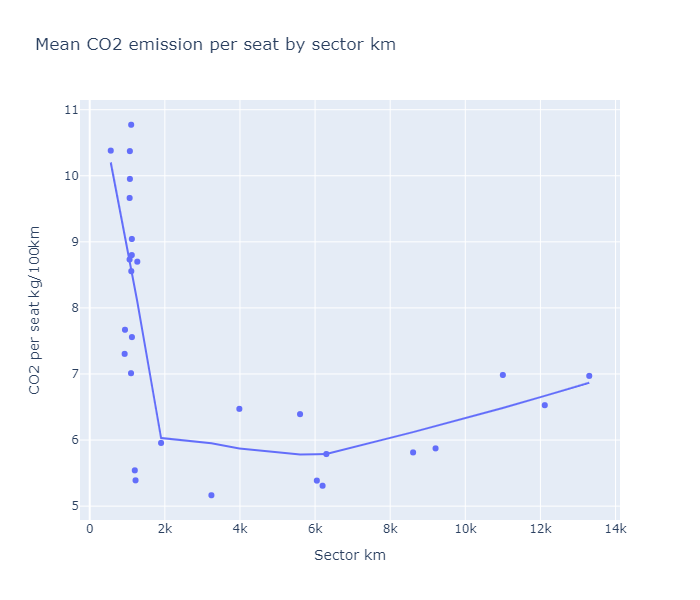 Mean CO2 emission per seat by sector km
11
10
9
8
7
6
5
CO2 per seat kg/100km
0 2k 4k 6k 8k 10k 12k 14k
Sector km